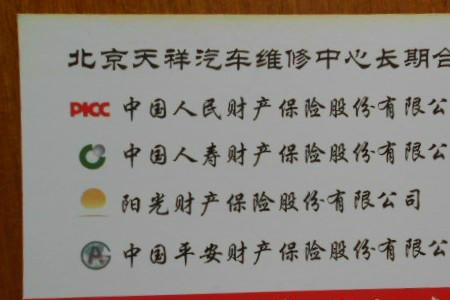 北京天祥汽车维修中心长期合
PICC 中国人民财产保险股份有限公
中国人寿财产保险股份有限公
阳光财产保险股份有限公司
中国平安财产保险股份有限公